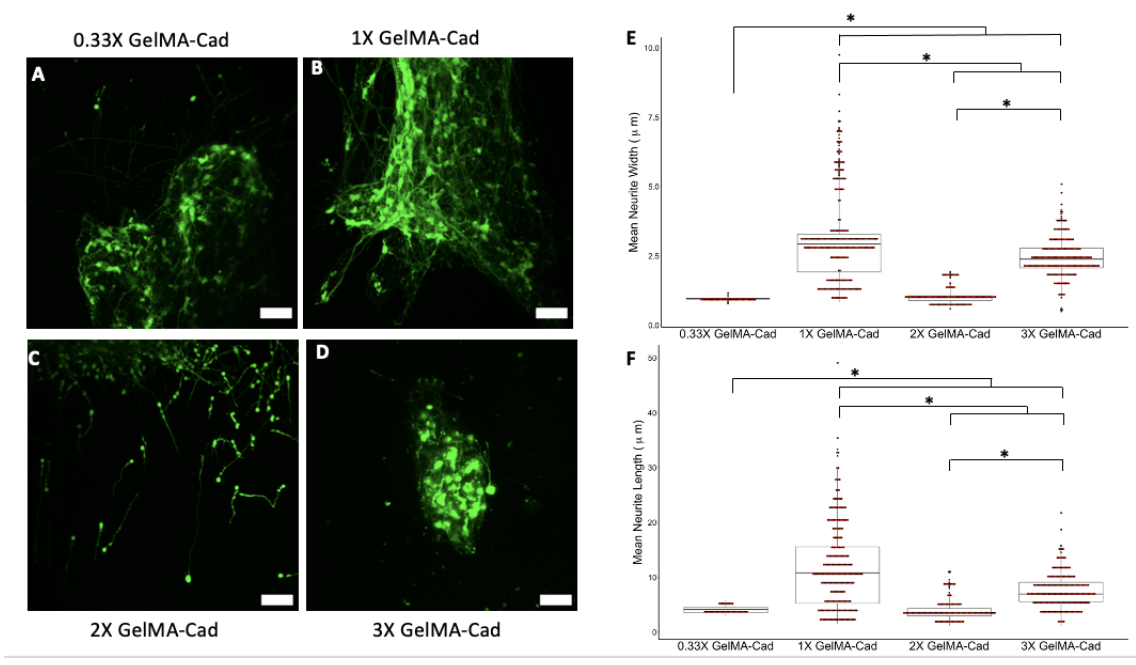 0.33X GelMA-Cad
1X GelMA-Cad
A
B
C
D
2X GelMA-Cad
3X GelMA-Cad
E
*
*
*
Mean Neurite Width ( μ m)
10.0
7.5
5.0
2.5
0.0
0.33X GelMA-Cad 1X GelMA-Cad 2X GelMA-Cad 3X GelMA-Cad
F
*
*
*
Mean Neurite Length ( μ m)
50
40
30
20
10
0
0.33X GelMA-Cad 1X GelMA-Cad 2X GelMA-Cad 3X GelMA-Cad